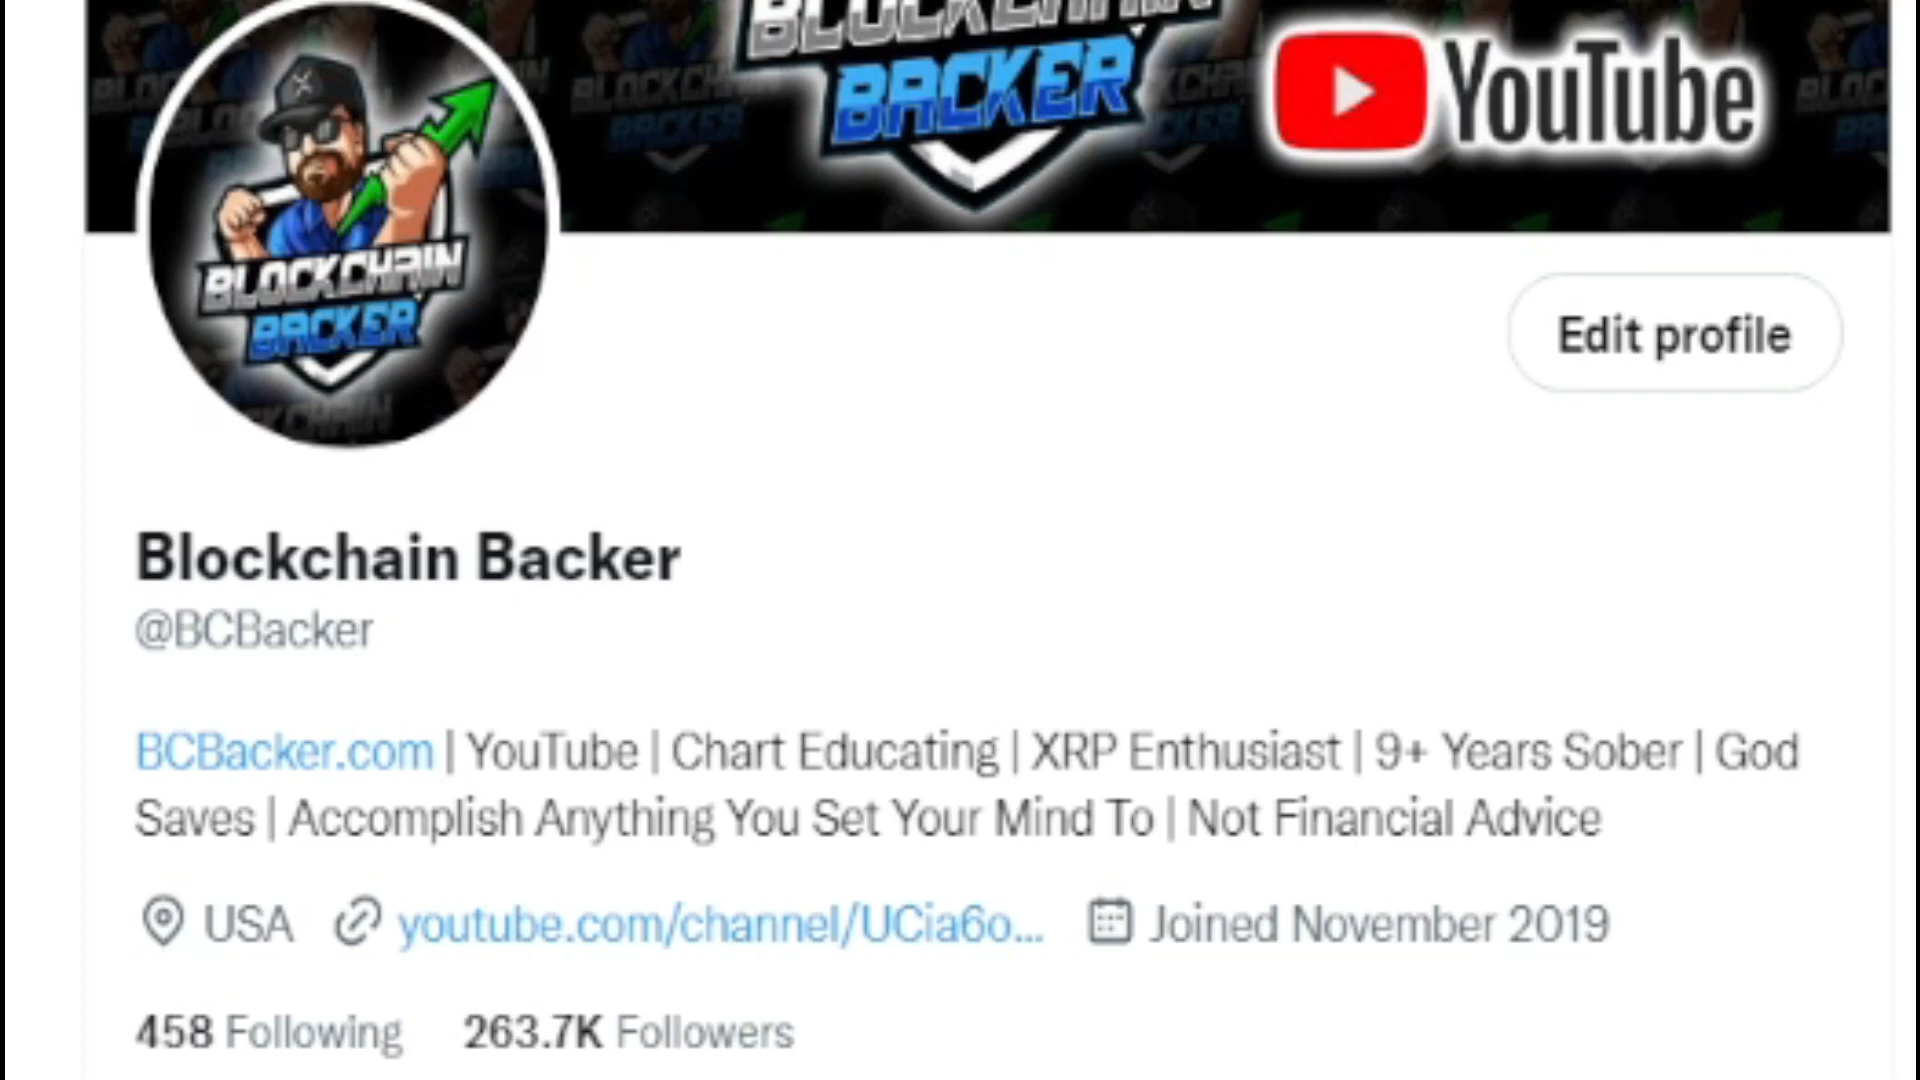 BLOCKCHAIN
BACKER
YouTube
BLOCKCHAIN
BACKER
Edit profile
Blockchain Backer
@BCBacker
BCBacker.com | YouTube | Chart Educating | XRP Enthusiast | 9+ Years Sober | God
Saves | Accomplish Anything You Set Your Mind To | Not Financial Advice
USA youtube.com/channel/UCia6o... Joined November 2019
458 Following 263.7K Followers